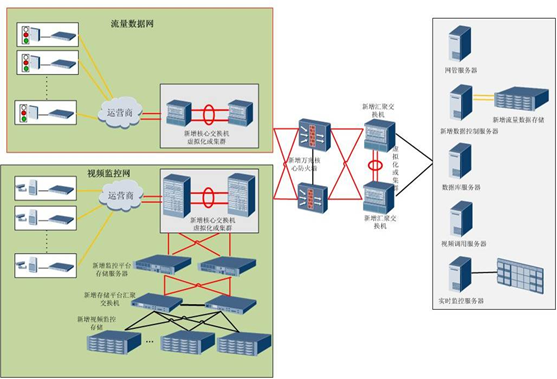 流量数据网
运营商
新增核心交换机
虚拟化或集群
视频监控网
运营商
新增核心交换机
虚拟化或集群
新增监控平台
存储服务器
新增存储平台汇聚
交换机
新增视频监控
存储
...
新增万兆核
心防火墙
新增汇聚交
换机
虚拟化或集群
新增汇聚交
换机
网管服务器
新增数据控制服务器
新增流量数据存储
数据库服务器
视频调用服务器
实时监控服务器